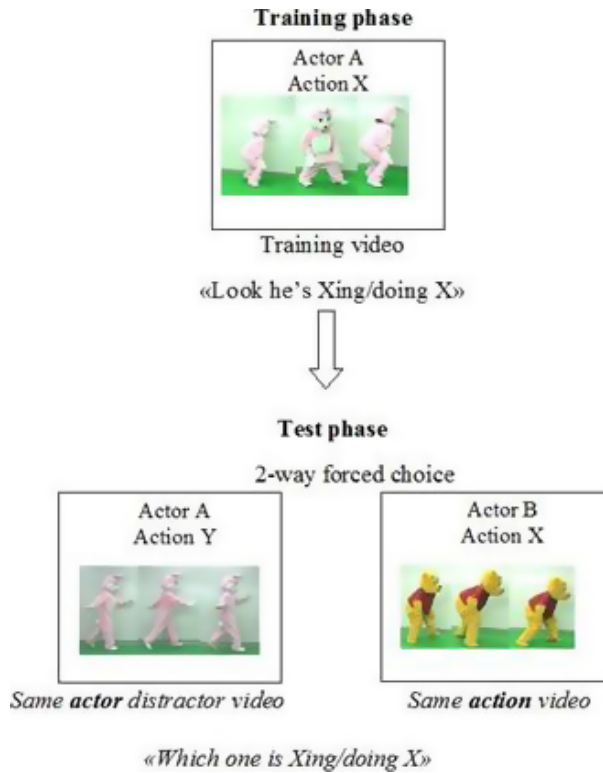 Training phase
Actor A
Action X
Training video
«Look he's Xing/doing X»
Test phase
2-way forced choice
Actor A
Action Y
Actor B
Action X
Same actor distractor video
Same action video
«Which one is Xing/doing X»